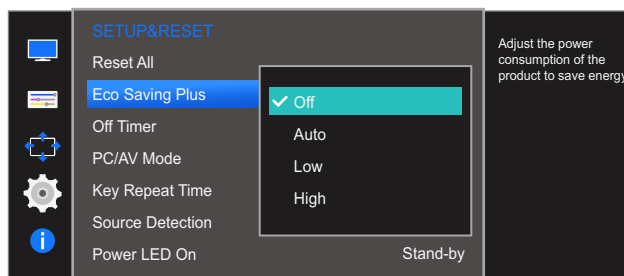 SETUP&RESET
Reset All
Eco Saving Plus
Off Timer
PC/AV Mode
Key Repeat Time
Source Detection
Power LED On
Stand-by
Off
Auto
Low
High
Adjust the power
consumption of the
product to save energy